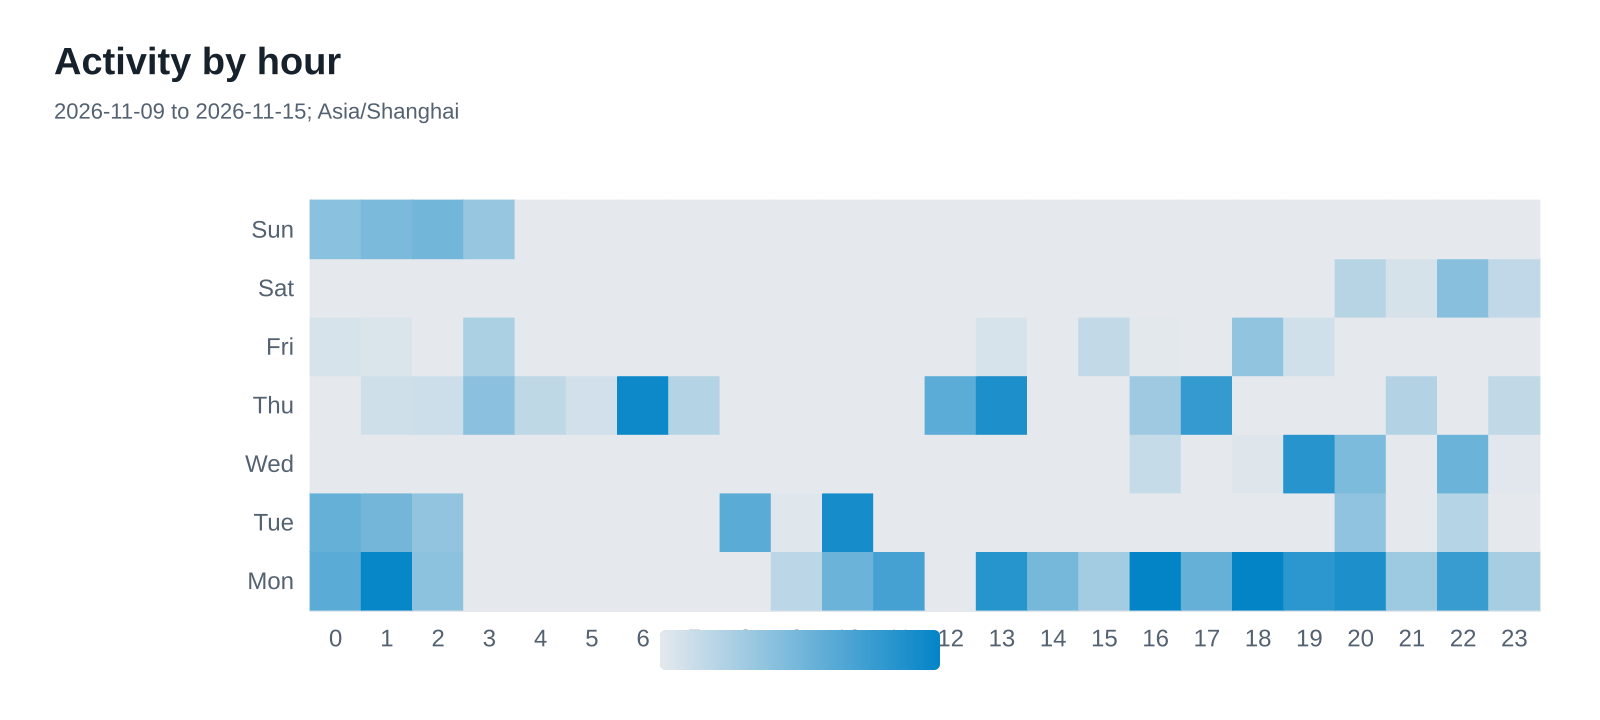 Activity by hour
2026-11-09 to 2026-11-15; Asia/Shanghai
Sun
Sat
Fri
Thu
Wed
Tue
Mon
0 1 2 3 4 5 6 12 13 14 15 16 17 18 19 20 21 22 23